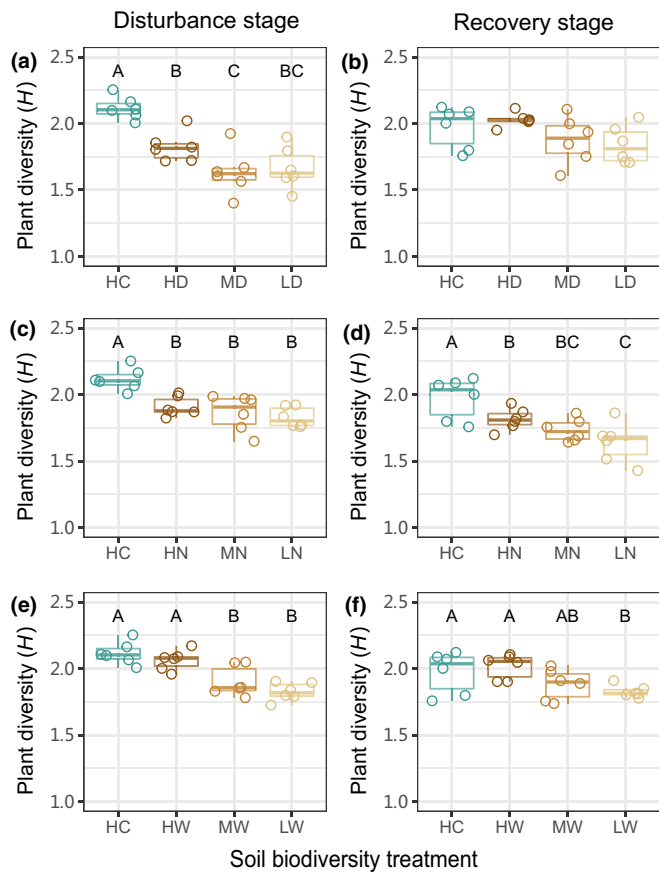 Disturbance stage Recovery stage
(a) (b)
A B C BC
Plant diversity (H) Plant diversity (H)
2.5 2.5
2.0 2.0
1.5 1.5
1.0 1.0
HC HD MD LD HC HD MD LD
(c) (d)
A B B B A B BC C
Plant diversity (H) Plant diversity (H)
2.5 2.5
2.0 2.0
1.5 1.5
1.0 1.0
HC HN MN LN HC HN MN LN
(e) (f)
A A B B A A AB B
Plant diversity (H) Plant diversity (H)
2.5 2.5
2.0 2.0
1.5 1.5
1.0 1.0
HC HW MW LW HC HW MW LW
Soil biodiversity treatment